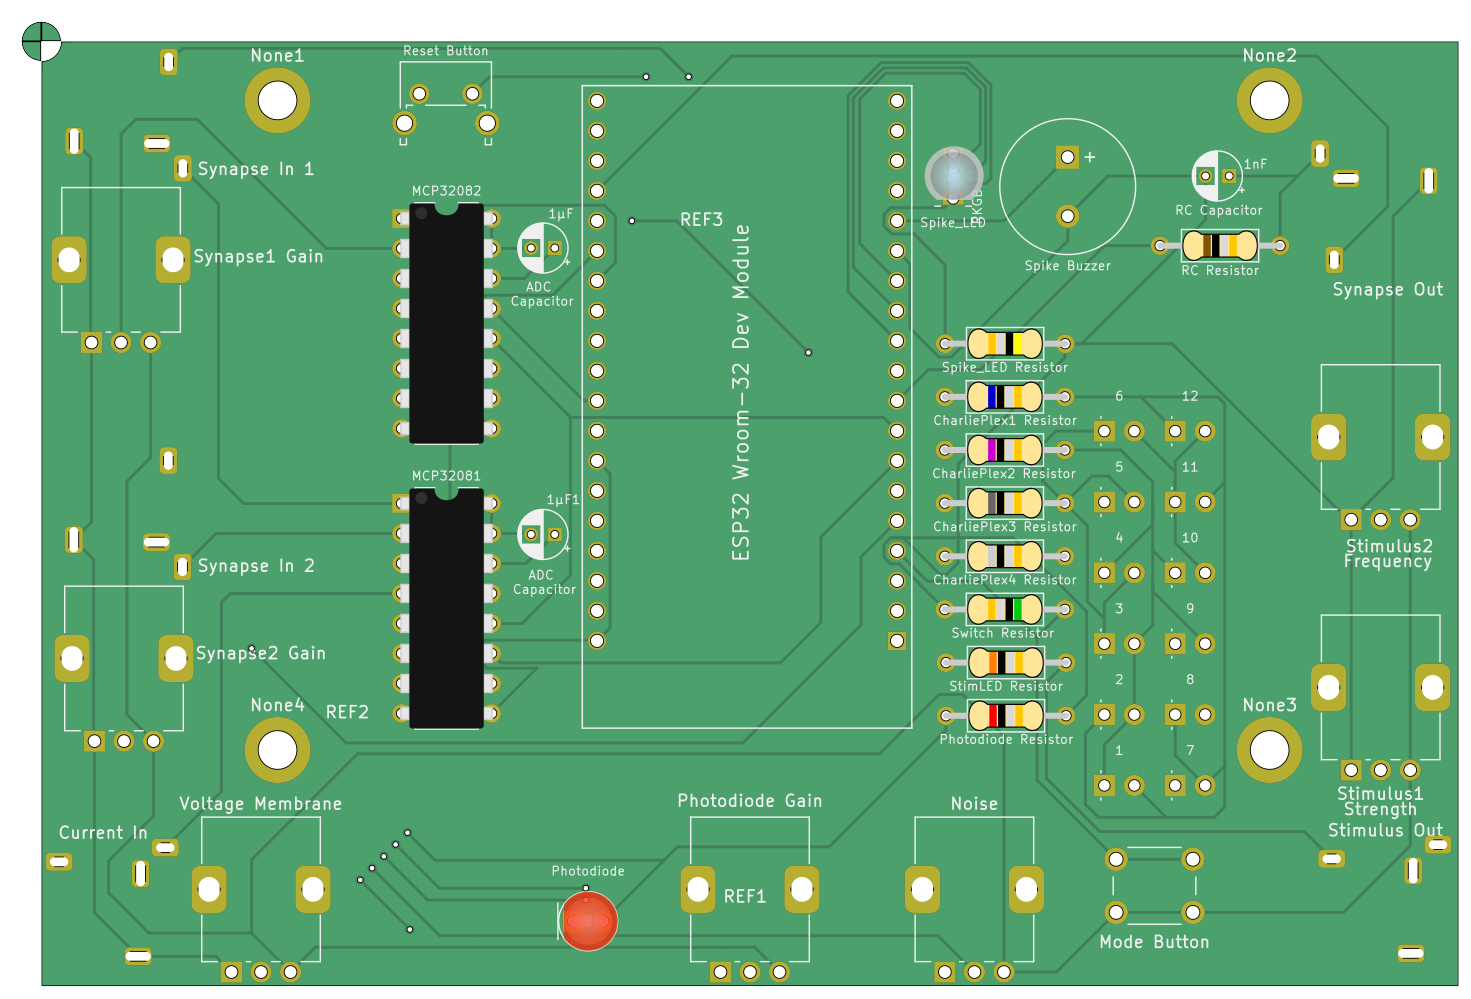 Reset Button
None1
None2
Synapse In 1
1nF
+
RC Capacitor
+
MCP32082
1µF
+
REF3
Spike_LED
Synapse1 Gain
Spike Buzzer
RC Resistor
ADC
Capacitor
Synapse Out
ESP32 Wroom-32 Dev Module
Spike_LED Resistor
CharliePlex1 Resistor
6
12
CharliePlex2 Resistor
5
11
MCP32081
1µF1
+
CharliePlex3 Resistor
4
10
Synapse In 2
ADC
Capacitor
CharliePlex4 Resistor
Stimulus2
Frequency
3
9
Switch Resistor
Synapse2 Gain
StimLED Resistor
2
8
None4
REF2
None3
Photodiode Resistor
1
7
Voltage Membrane
Photodiode Gain
Noise
Stimulus1
Strength
Current In
Stimulus Out
Photodiode
REF1
Mode Button